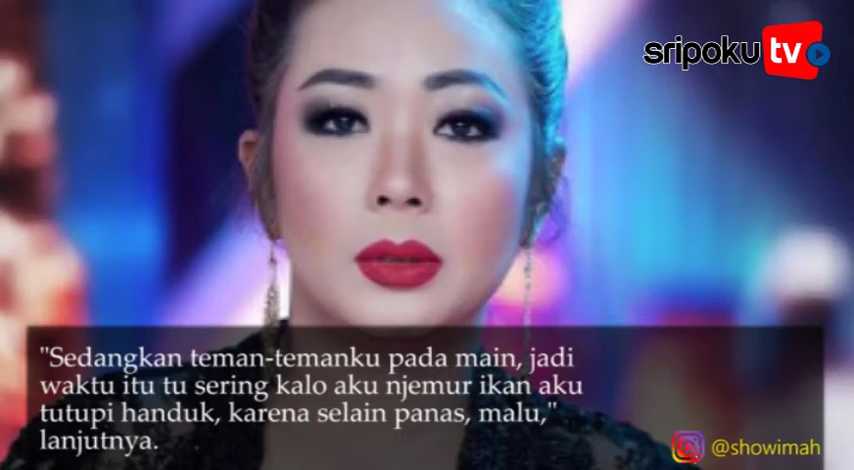 sripoku tv
"Sedangkan teman-temanku pada main, jadi
waktu itu tu sering kalo aku njemur ikan aku
tutupi handuk, karena selain panas, malu,"
lanjutnya.
@showimah